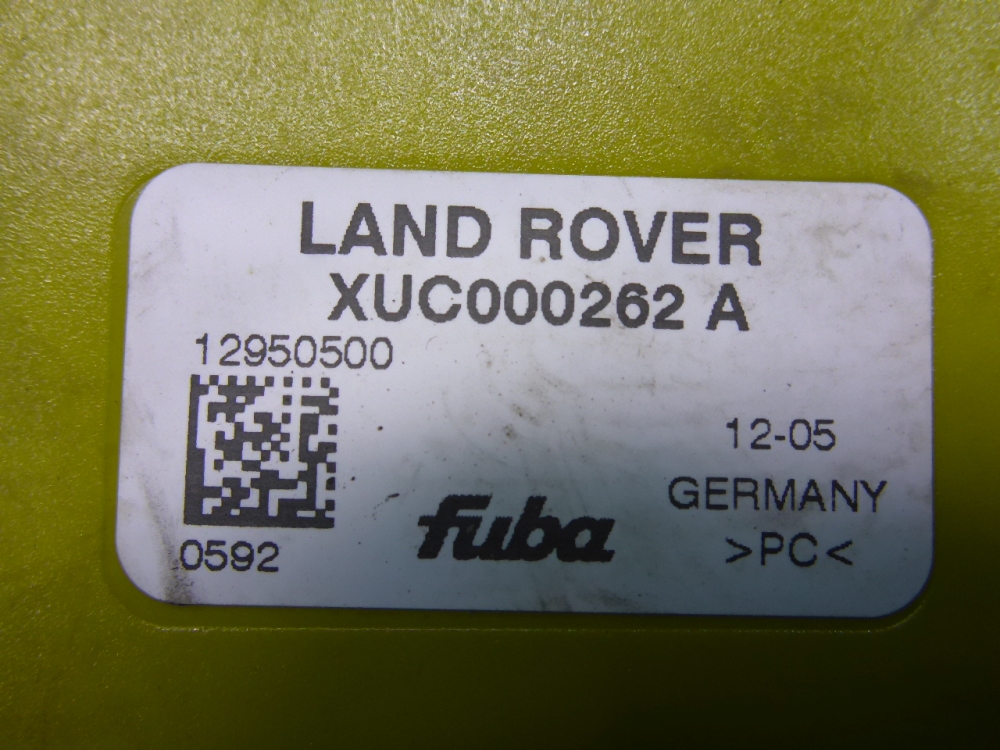 LAND ROVER
XUC000262 A
12950500
12-05
GERMANY
0592
fuba
>PC<